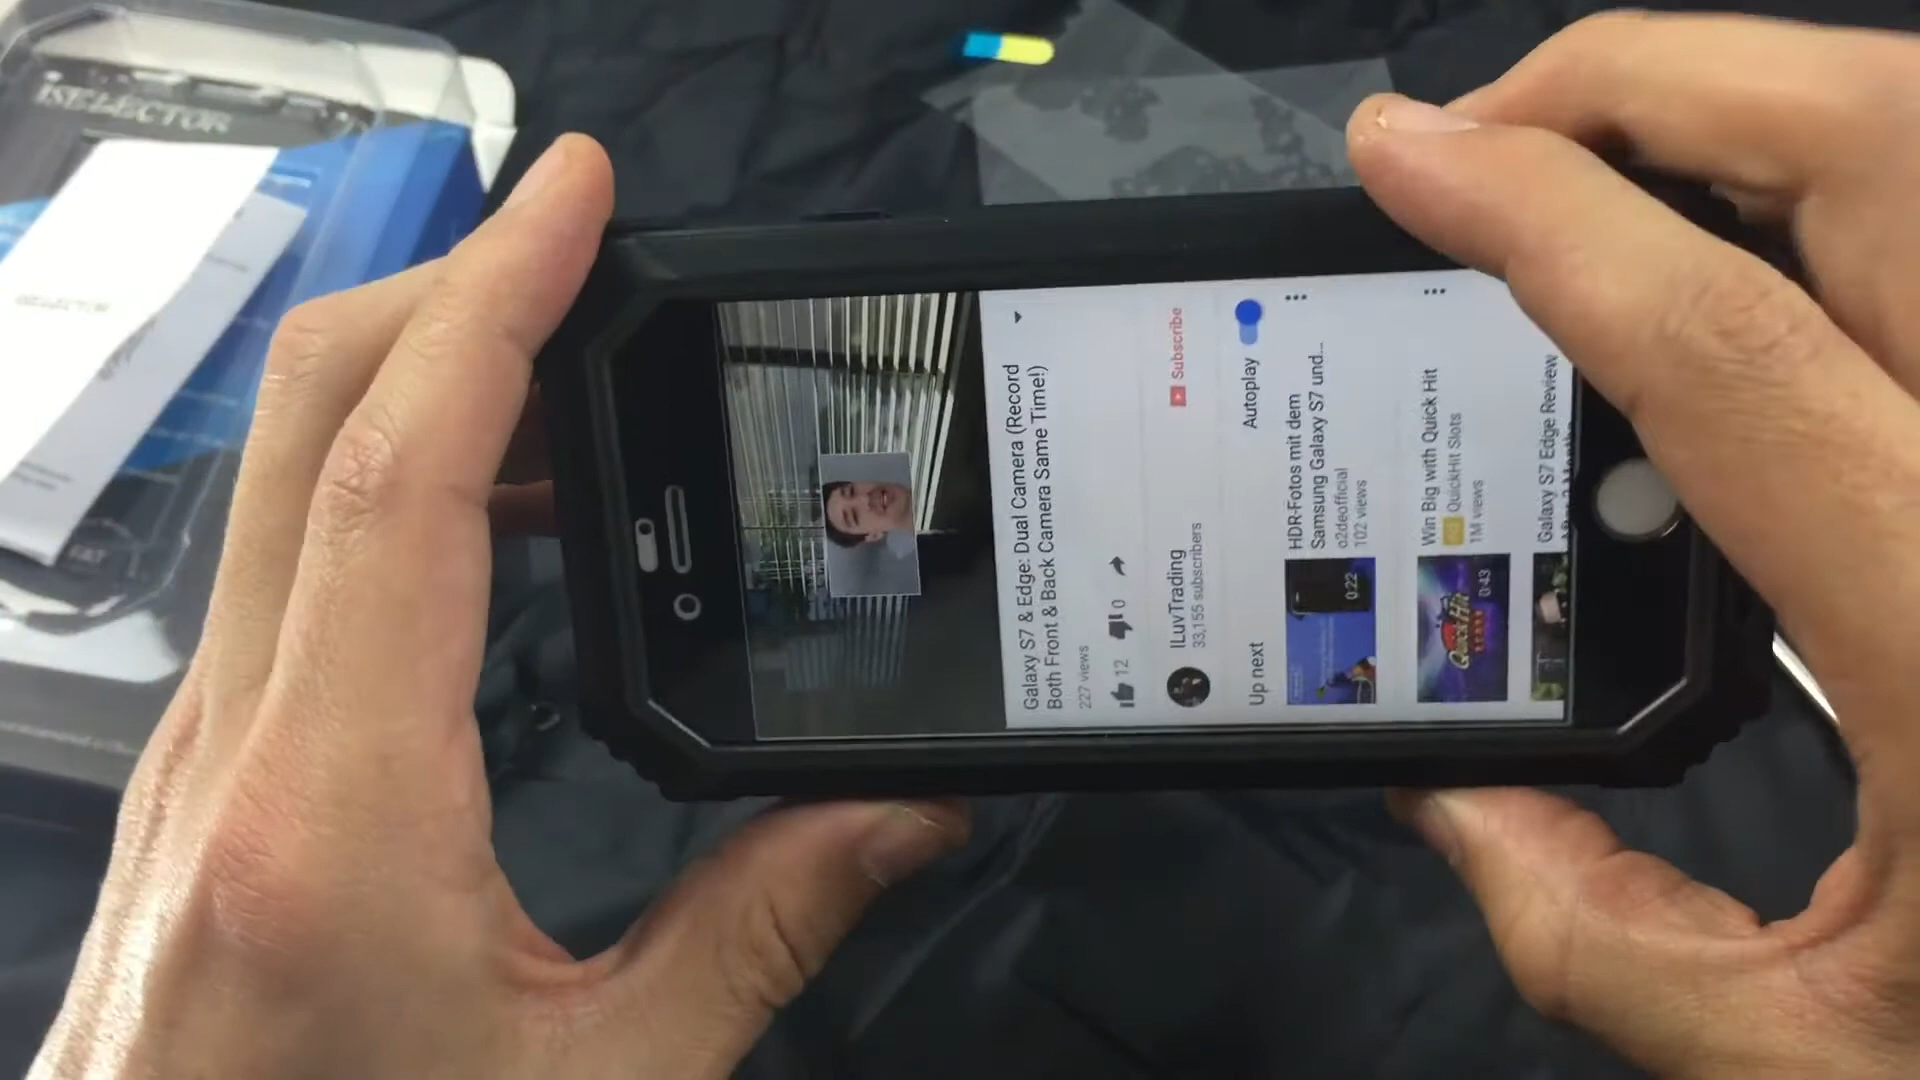 iSELECTOR
Galaxy S7 & Edge: Dual Camera (Record
Both Front & Back Camera Same Time!)
227 views
12
0
ILuvTrading
33,155 subscribers
Subscribe
Up next
Autoplay
0:22
HDR-Fotos mit dem
Samsung Galaxy S7 und...
o2deofficial
102 views
Quick Hit
0:43
Win Big with Quick Hit
QuickHit Slots
1M views
Galaxy S7 Edge Review